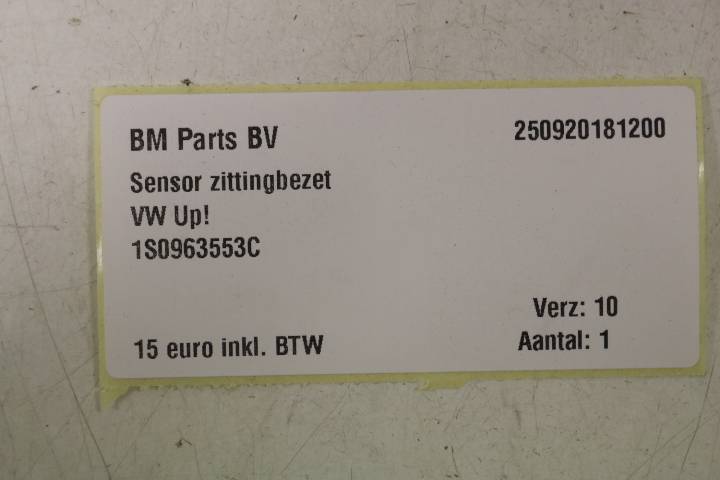 BM Parts BV
250920181200
Sensor zittingbezet
VW Up!
1S0963553C
Verz: 10
15 euro inkl. BTW
Aantal: 1